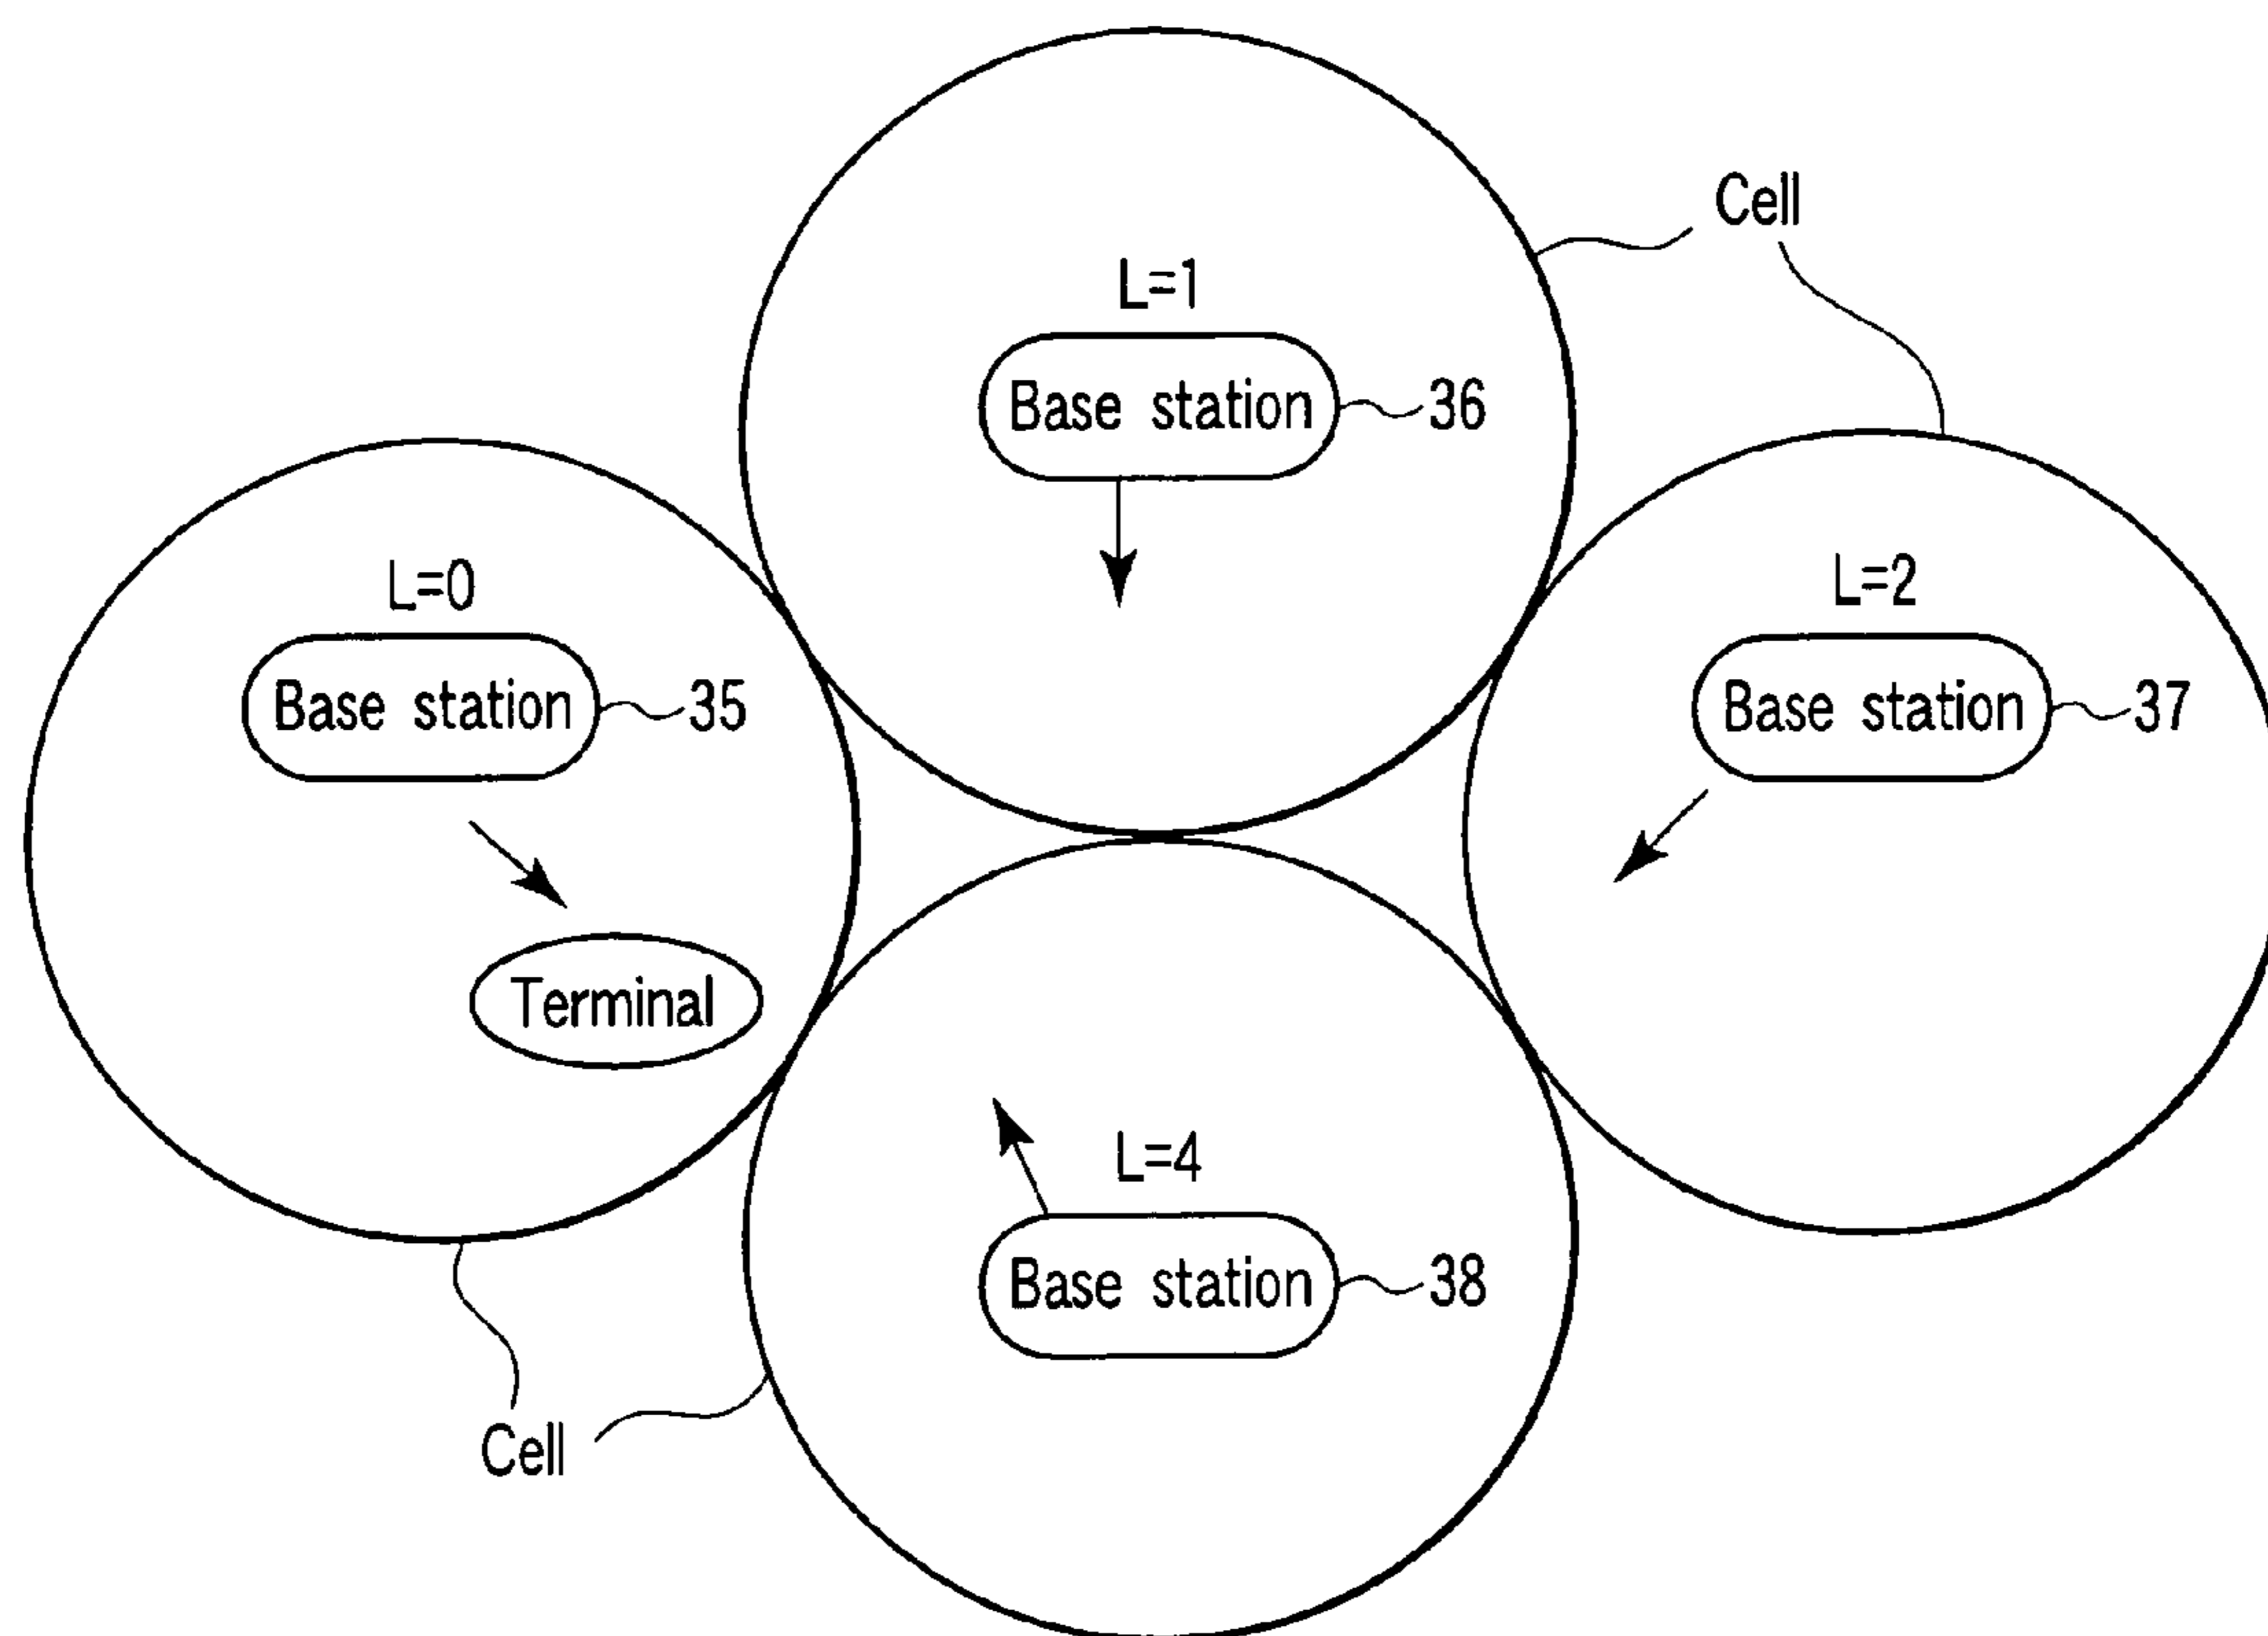 Cell
L=1
Base station 36
L=0
Base station 35
L=2
Base station 37
Terminal
L=4
Base station 38
Cell